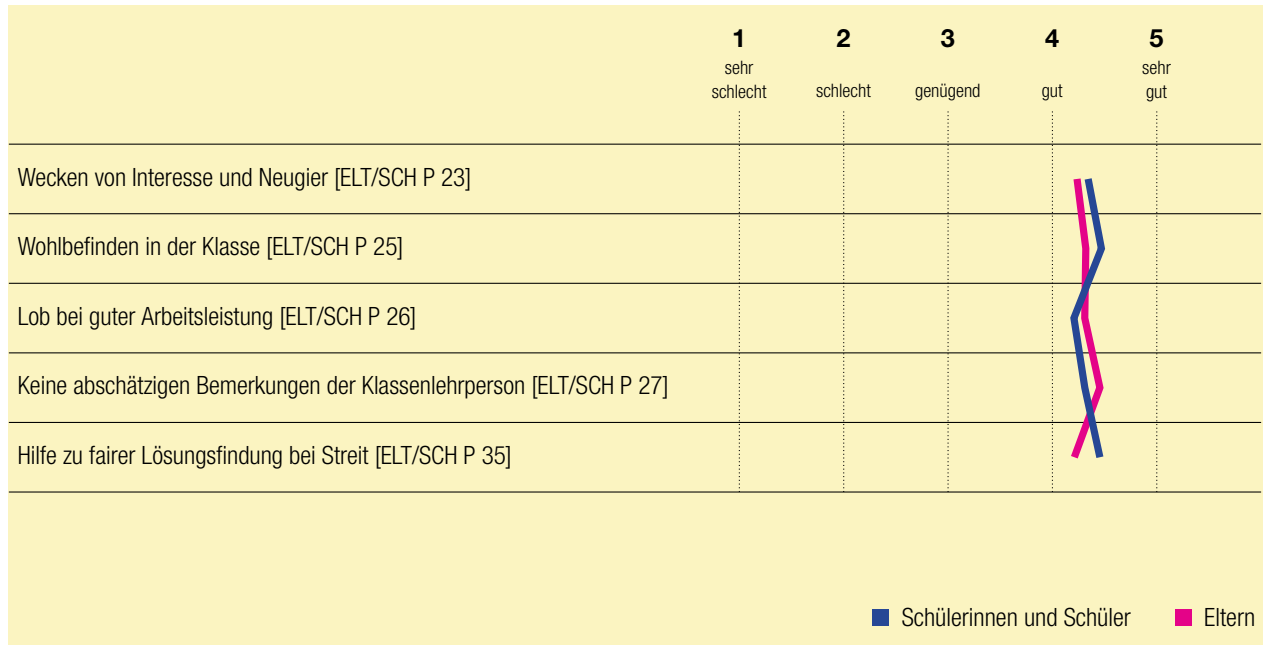 1 2 3 4 5
sehr schlecht schlecht genügend gut sehr gut
Wecken von Interesse und Neugier [ELT/SCH P 23]
Wohlbefinden in der Klasse [ELT/SCH P 25]
Lob bei guter Arbeitsleistung [ELT/SCH P 26]
Keine abschätzigen Bemerkungen der Klassenlehrperson [ELT/SCH P 27]
Hilfe zu fairer Lösungsfindung bei Streit [ELT/SCH P 35]
Schülerinnen und Schüler Eltern